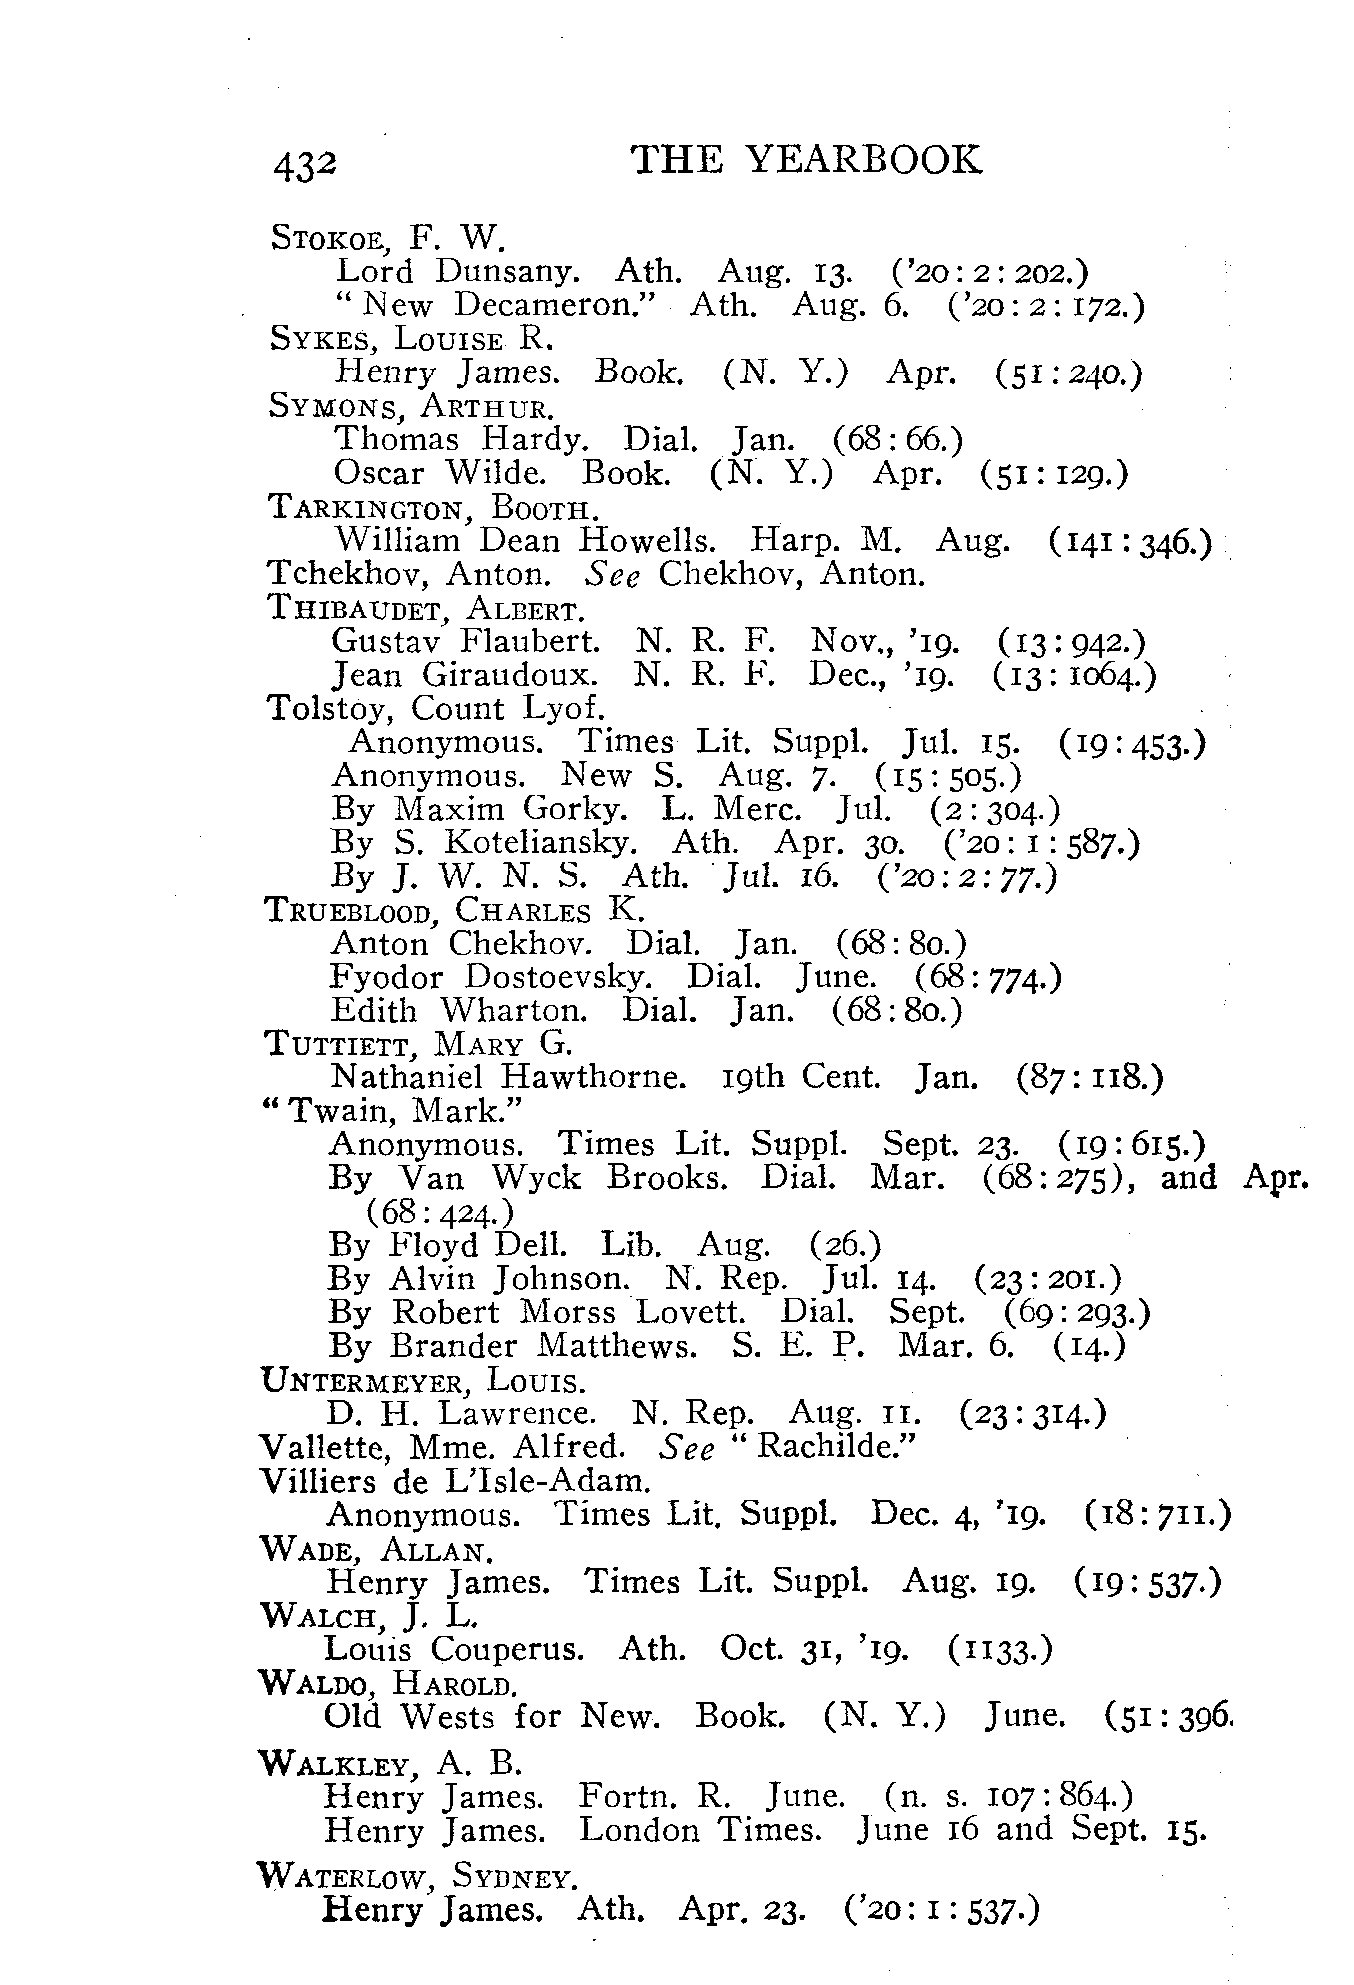 432 THE YEARBOOK
STOKOE, F. W.
Lord Dunsany. Ath. Aug. 13. ('20: 2: 202.)
“New Decameron.” Ath. Aug. 6. ('20: 2: 172.)
SYKES, LOUISE R.
Henry James. Book. (N. Y.) Apr. (51: 240.)
SYMONS, ARTHUR.
Thomas Hardy. Dial. Jan. (68: 66.)
Oscar Wilde. Book. (N. Y.) Apr. (51: 129.)
TARKINGTON, BOOTH.
William Dean Howells. Harp. M. Aug. (141: 346.)
Tchekhov, Anton. See Chekhov, Anton.
THIBAUDET, ALBERT.
Gustav Flaubert. N. R. F. Nov., '19. (13: 942.)
Jean Giraudoux. N. R. F. Dec., '19. (13: 1064.)
Tolstoy, Count Lyof.
Anonymous. Times Lit. Suppl. Jul. 15. (19: 453.)
Anonymous. New S. Aug. 7. (15: 505.)
By Maxim Gorky. L. Merc. Jul. (2: 304.)
By S. Koteliansky. Ath. Apr. 30. ('20: 1: 587.)
By J. W. N. S. Ath. Jul. 16. ('20: 2: 77.)
TRUEBLOOD, CHARLES K.
Anton Chekhov. Dial. Jan. (68: 80.)
Fyodor Dostoevsky. Dial. June. (68: 774.)
Edith Wharton. Dial. Jan. (68: 80.)
TUTTIETT, MARY G.
Nathaniel Hawthorne. 19th Cent. Jan. (87: 118.)
“Twain, Mark.”
Anonymous. Times Lit. Suppl. Sept. 23. (19: 615.)
By Van Wyck Brooks. Dial. Mar. (68: 275), and Apr.
(68: 424.)
By Floyd Dell. Lib. Aug. (26.)
By Alvin Johnson. N. Rep. Jul. 14. (23: 201.)
By Robert Morss Lovett. Dial. Sept. (69: 293.)
By Brander Matthews. S. E. P. Mar. 6. (14.)
UNTERMEYER, LOUIS.
D. H. Lawrence. N. Rep. Aug. 11. (23: 314.)
Vallette, Mme. Alfred. See “Rachilde.”
Villiers de L'Isle-Adam.
Anonymous. Times Lit. Suppl. Dec. 4, '19. (18: 711.)
WADE, ALLAN.
Henry James. Times Lit. Suppl. Aug. 19. (19: 537.)
WALCH, J. L.
Louis Couperus. Ath. Oct. 31, '19. (1133.)
WALDO, HAROLD.
Old Wests for New. Book. (N. Y.) June. (51: 396.
WALKLEY, A. B.
Henry James. Fortn. R. June. (n. s. 107: 864.)
Henry James. London Times. June 16 and Sept. 15.
WATERLOW, SYDNEY.
Henry James. Ath. Apr. 23. ('20: 1: 537.)